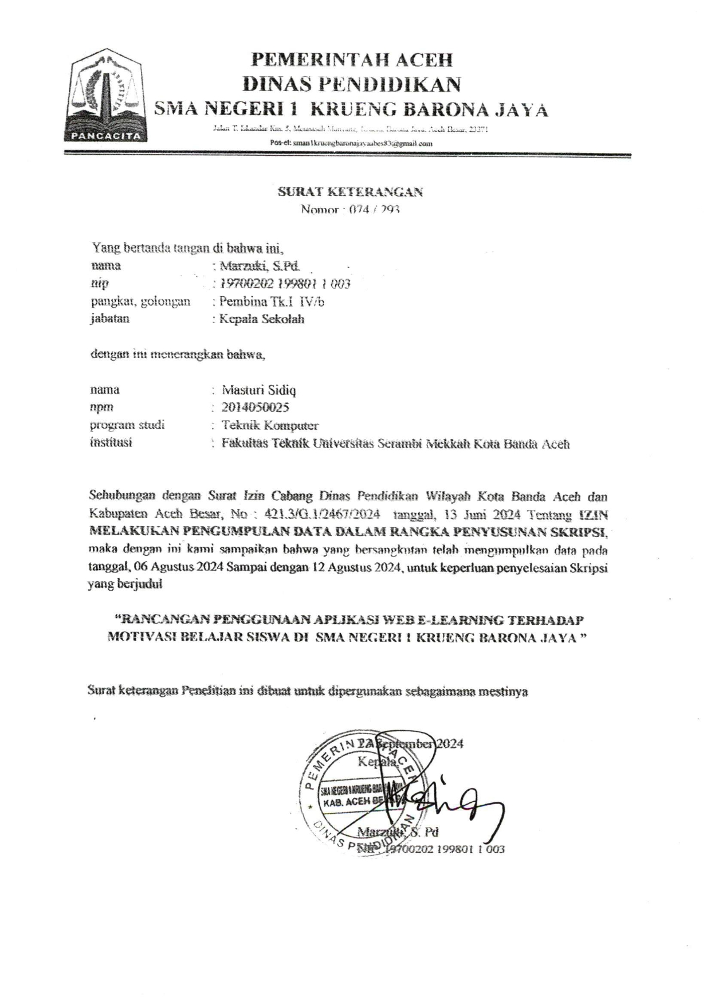 PEMERINTAH ACEH
DINAS PENDIDIKAN
SMA NEGERI 1 KRUENG BARONA JAYA
PANCACITA
Jalan T. Iskandar Km. 5, Meunasah Barona Jaya, Aceh Besar, 23371
Pos-el: sman1kruengbaronajayaabes83@gmail.com
SURAT KETERANGAN
Nomor : 074 / 293
Yang bertanda tangan di bahwa ini,
nama : Marzuki, S.Pd.
nip : 19700202 199801 1 003
pangkat, golongan : Pembina Tk.I IV/b
jabatan : Kepala Sekolah
dengan ini menerangkan bahwa,
nama : Masturi Sidiq
npm : 2014050025
program studi : Teknik Komputer
institusi : Fakultas Teknik Universitas Serambi Mekkah Kota Banda Aceh
Sehubungan dengan Surat Izin Cabang Dinas Pendidikan Wilayah Kota Banda Aceh dan
Kabupaten Aceh Besar, No : 421.3/G.1/2467/2024 tanggal, 13 Juni 2024 Tentang IZIN
MELAKUKAN PENGUMPULAN DATA DALAM RANGKA PENYUSUNAN SKRIPSI,
maka dengan ini kami sampaikan bahwa yang bersangkutan telah mengumpulkan data pada
tanggal, 06 Agustus 2024 Sampai dengan 12 Agustus 2024, untuk keperluan penyelesaian Skripsi
yang berjudul
“RANCANGAN PENGGUNAAN APLIKASI WEB E-LEARNING TERHADAP
MOTIVASI BELAJAR SISWA DI SMA NEGERI 1 KRUENG BARONA JAYA ”
Surat keterangan Penelitian ini dibuat untuk dipergunakan sebagaimana mestinya
September 2024
Kepala,
PEMERINTAH ACEH
SMA NEGERI 1 KRUENG BARONA JAYA
KAB. ACEH BESAR
DINAS PENDIDIKAN
Marzuki, S. Pd
NIP. 19700202 199801 1 003